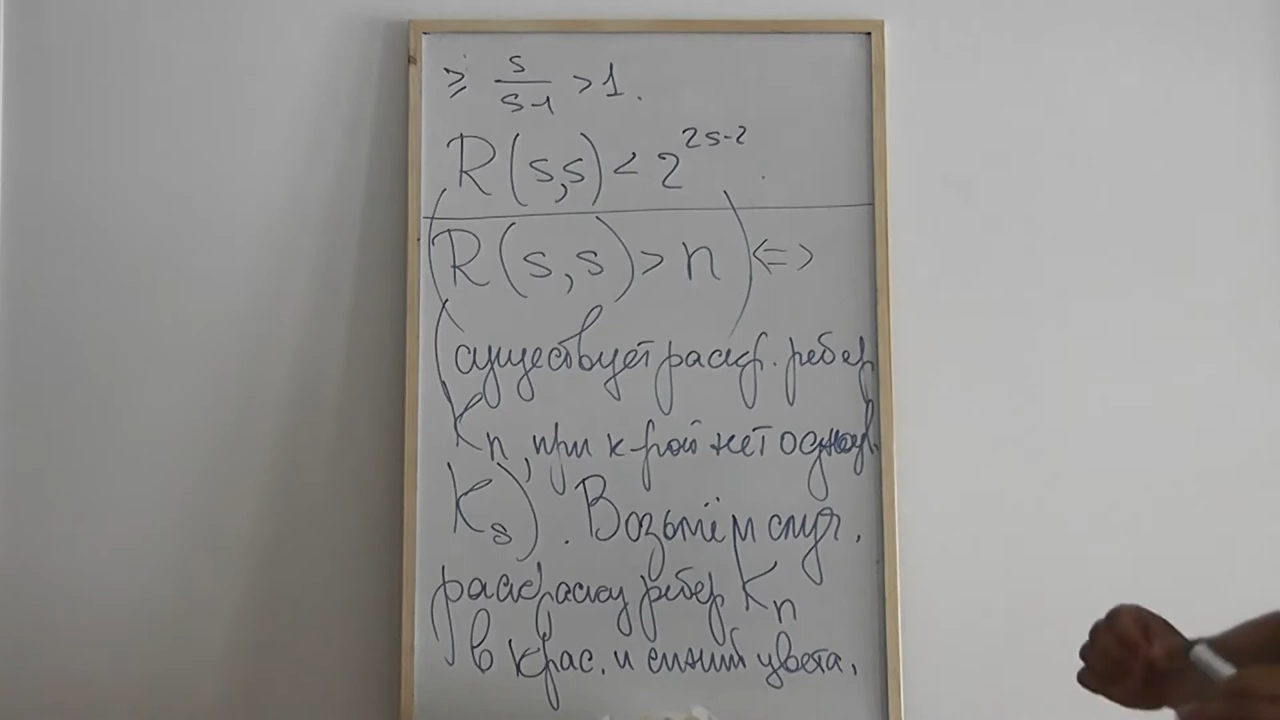 ≥ s/(s-1) > 1.
R(s,s) < 2^{2s-2}.
(R(s,s) > n) <=>
(существует раскр. ребер
K_n, при к-рой нет одноцв.
K_s). Возьмём случ.
раскраску ребер K_n
в крас. и синий цвета,